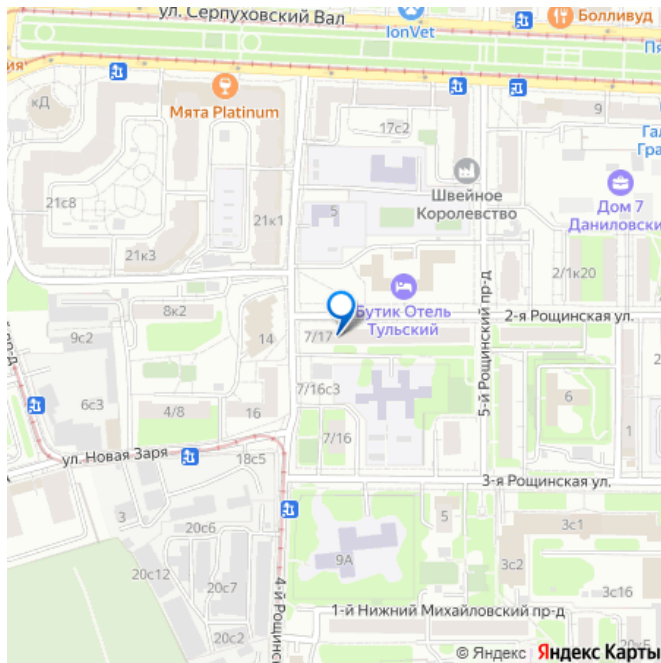 ул. Серпуховский Вал
IonVet
Болливуд
Мята Platinum
кД
17с2
9
Швейное
Королевство
Дом 7
21с8
5
21к1
21к3
2/1к20
Бутик Отель
Тульский
5-й Рощинский пр-д
2-я Рощинская ул.
8к2
9с2
14
7/17
7/16с3
6с3
4/8
16
7/16
6
1
ул. Новая Заря
18с5
3-я Рощинская ул.
3
20с6
5
3с1
9А
3с2
20с12
20с7
3с16
1-й Нижний Михайловский пр-д
20с2
© Яндекс Яндекс Карты